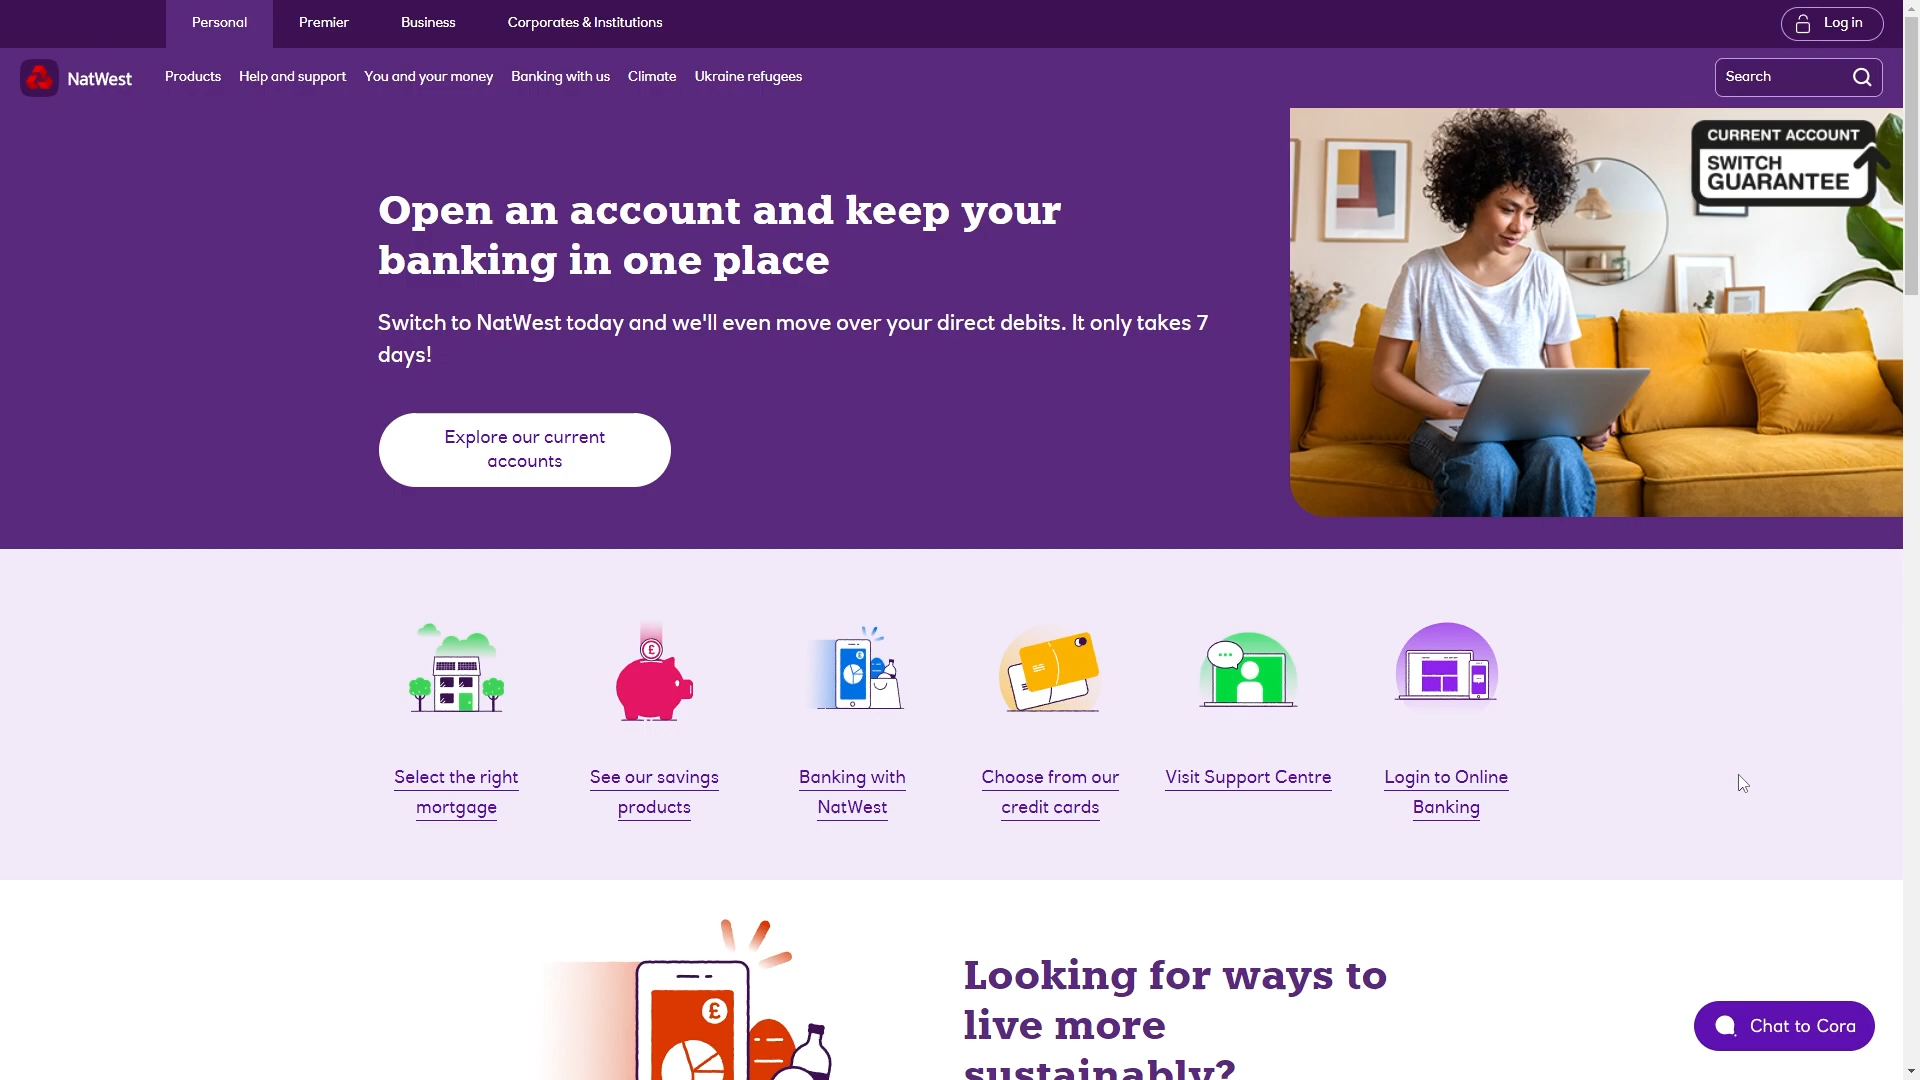 Personal
Premier
Business
Corporates & Institutions
Log in
NatWest
Products
Help and support
You and your money
Banking with us
Climate
Ukraine refugees
Search
Open an account and keep your
banking in one place
Switch to NatWest today and we'll even move over your direct debits. It only takes 7
days!
Explore our current
accounts
CURRENT ACCOUNT
SWITCH
GUARANTEE
Select the right
mortgage
See our savings
products
Banking with
NatWest
Choose from our
credit cards
Visit Support Centre
Login to Online
Banking
£
£
£
Looking for ways to
live more
sustainably?
Chat to Cora